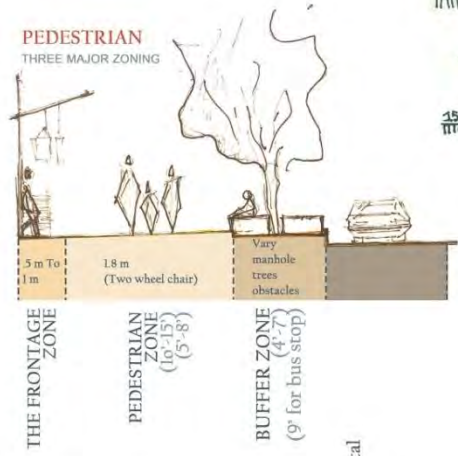 PEDESTRIAN
THREE MAJOR ZONING
.5 m To
1 m
1.8 m
(Two wheel chair)
Vary
manhole
trees
obstacles
THE FRONTAGE
ZONE
PEDESTRIAN
ZONE
(10'-15')
(5'-8')
BUFFER ZONE
(4'-7')
(9' for bus stop)